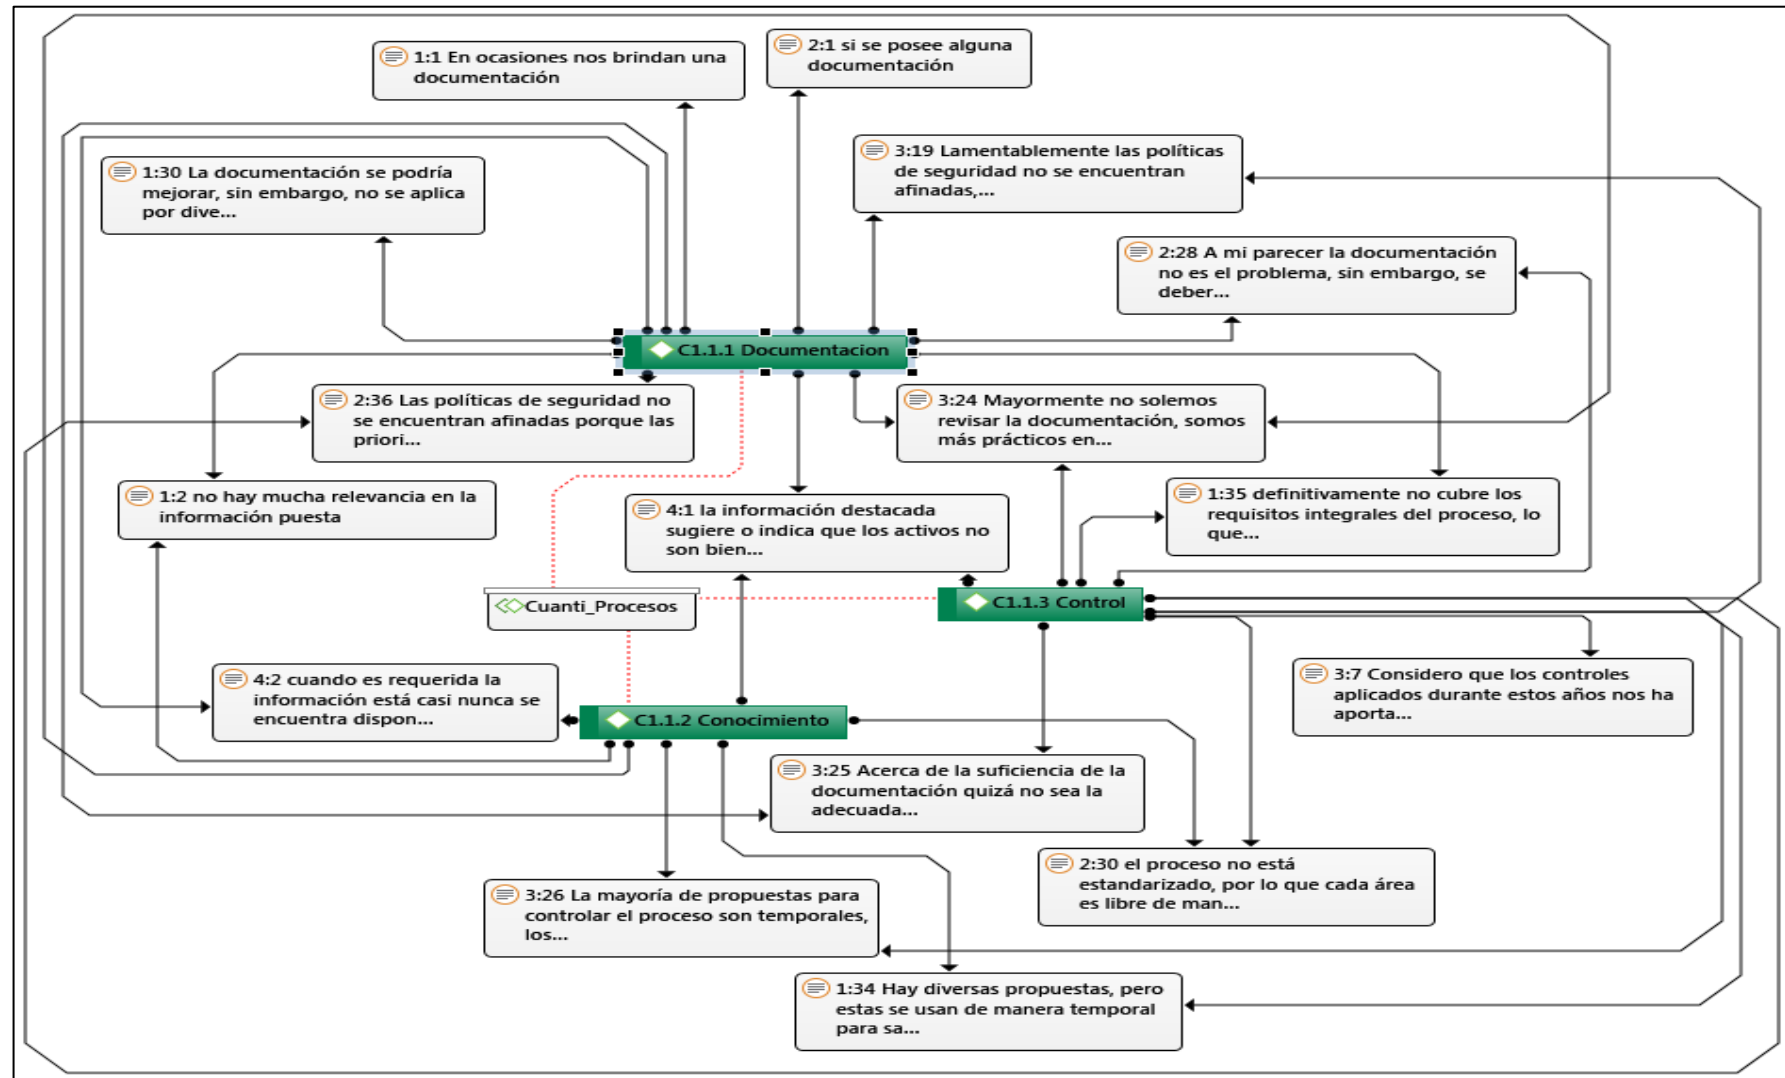 1:1 En ocasiones nos brindan una
documentación
2:1 si se posee alguna
documentación
3:19 Lamentablemente las políticas
de seguridad no se encuentran
afinadas,...
1:30 La documentación se podría
mejorar, sin embargo, no se aplica
por dive...
2:28 A mi parecer la documentación
no es el problema, sin embargo, se
deber...
C1.1.1 Documentacion
2:36 Las políticas de seguridad no
se encuentran afinadas porque las
priori...
3:24 Mayormente no solemos
revisar la documentación, somos
más prácticos en...
1:2 no hay mucha relevancia en la
información puesta
4:1 la información destacada
sugiere o indica que los activos no
son bien...
1:35 definitivamente no cubre los
requisitos integrales del proceso, lo
que...
Cuanti_Procesos
C1.1.3 Control
4:2 cuando es requerida la
información está casi nunca se
encuentra dispon...
3:7 Considero que los controles
aplicados durante estos años nos ha
aporta...
C1.1.2 Conocimiento
3:25 Acerca de la suficiencia de la
documentación quizá no sea la
adecuada...
2:30 el proceso no está
estandarizado, por lo que cada área
es libre de man...
3:26 La mayoría de propuestas para
controlar el proceso son temporales,
los...
1:34 Hay diversas propuestas, pero
estas se usan de manera temporal
para sa...